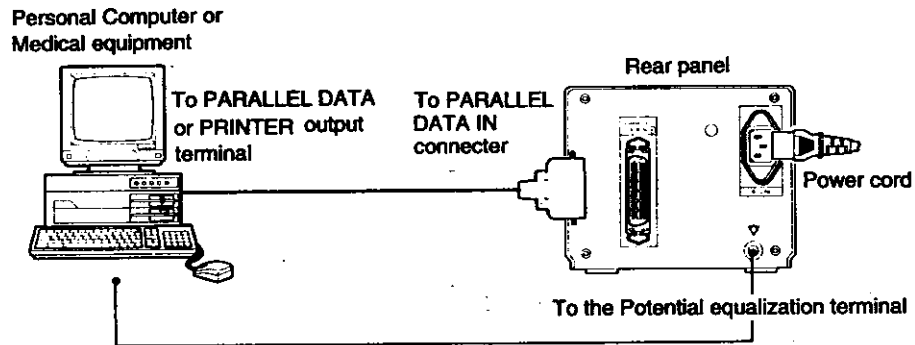 Personal Computer or
Medical equipment
To PARALLEL DATA
or PRINTER output
terminal
To PARALLEL
DATA IN
connecter
Rear panel
Power cord
To the Potential equalization terminal